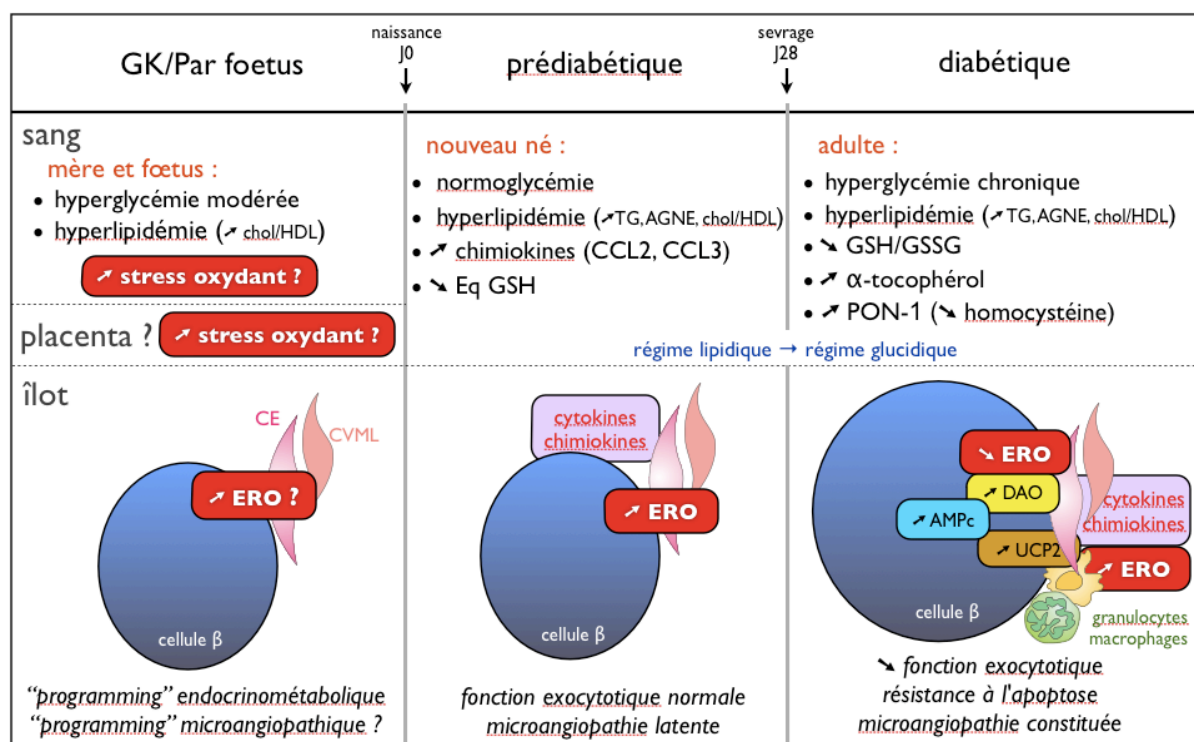 naissance
J0
sevrage
J28
GK/Par foetus
prédiabétique
diabétique
sang
mère et fœtus :
• hyperglycémie modérée
• hyperlipidémie (↗ chol/HDL)
↗ stress oxydant ?
nouveau né :
• normoglycémie
• hyperlipidémie (↗TG, AGNE, chol/HDL)
• ↗ chimiokines (CCL2, CCL3)
• ↘ Eq GSH
adulte :
• hyperglycémie chronique
• hyperlipidémie (↗TG, AGNE, chol/HDL)
• ↘ GSH/GSSG
• ↗ α-tocophérol
• ↗ PON-1 (↘ homocystéine)
placenta ?
↗ stress oxydant ?
régime lipidique → régime glucidique
îlot
CE
CVML
↗ ERO ?
cellule β
"programming" endocrinométabolique
"programming" microangiopathique ?
cytokines
chimiokines
↗ ERO
cellule β
fonction exocytotique normale
microangiopathie latente
↘ ERO
↗ DAO
↗ AMPc
↗ UCP2
cytokines
chimiokines
↗ ERO
granulocytes
macrophages
cellule β
↘ fonction exocytotique
résistance à l'apoptose
microangiopathie constituée